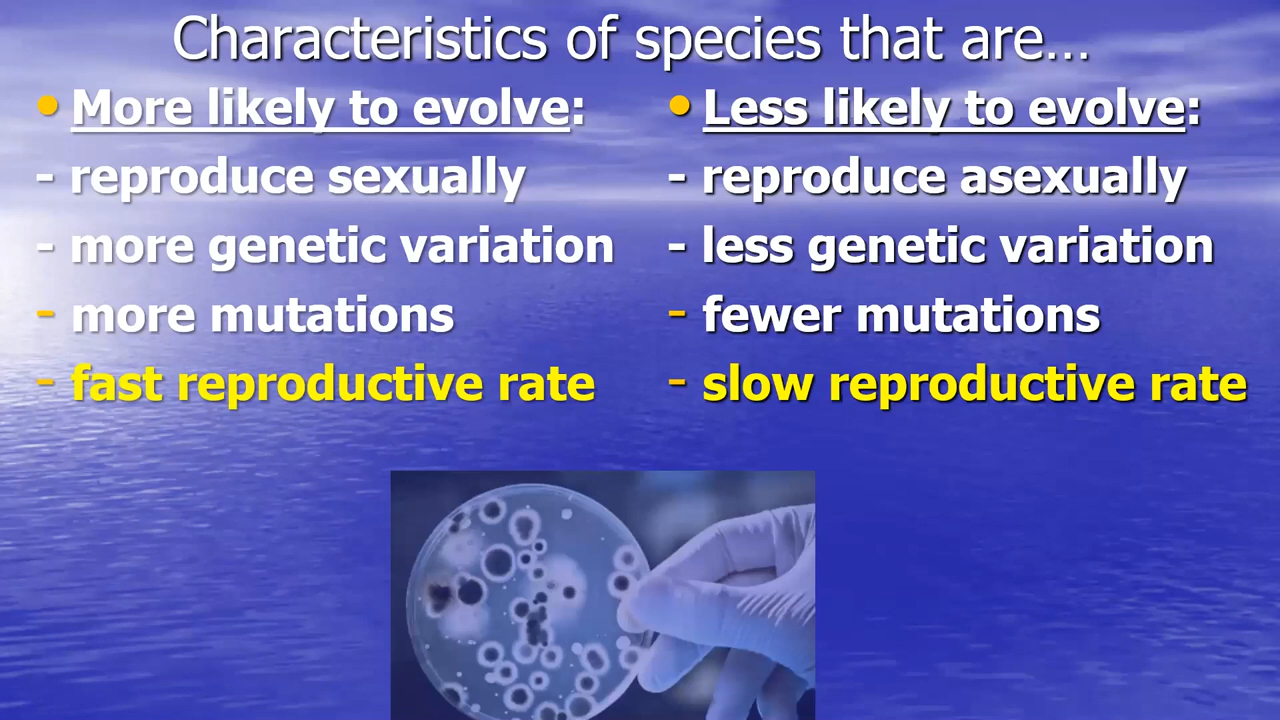 Characteristics of species that are…
• More likely to evolve:
- reproduce sexually
- more genetic variation
- more mutations
- fast reproductive rate
• Less likely to evolve:
- reproduce asexually
- less genetic variation
- fewer mutations
- slow reproductive rate